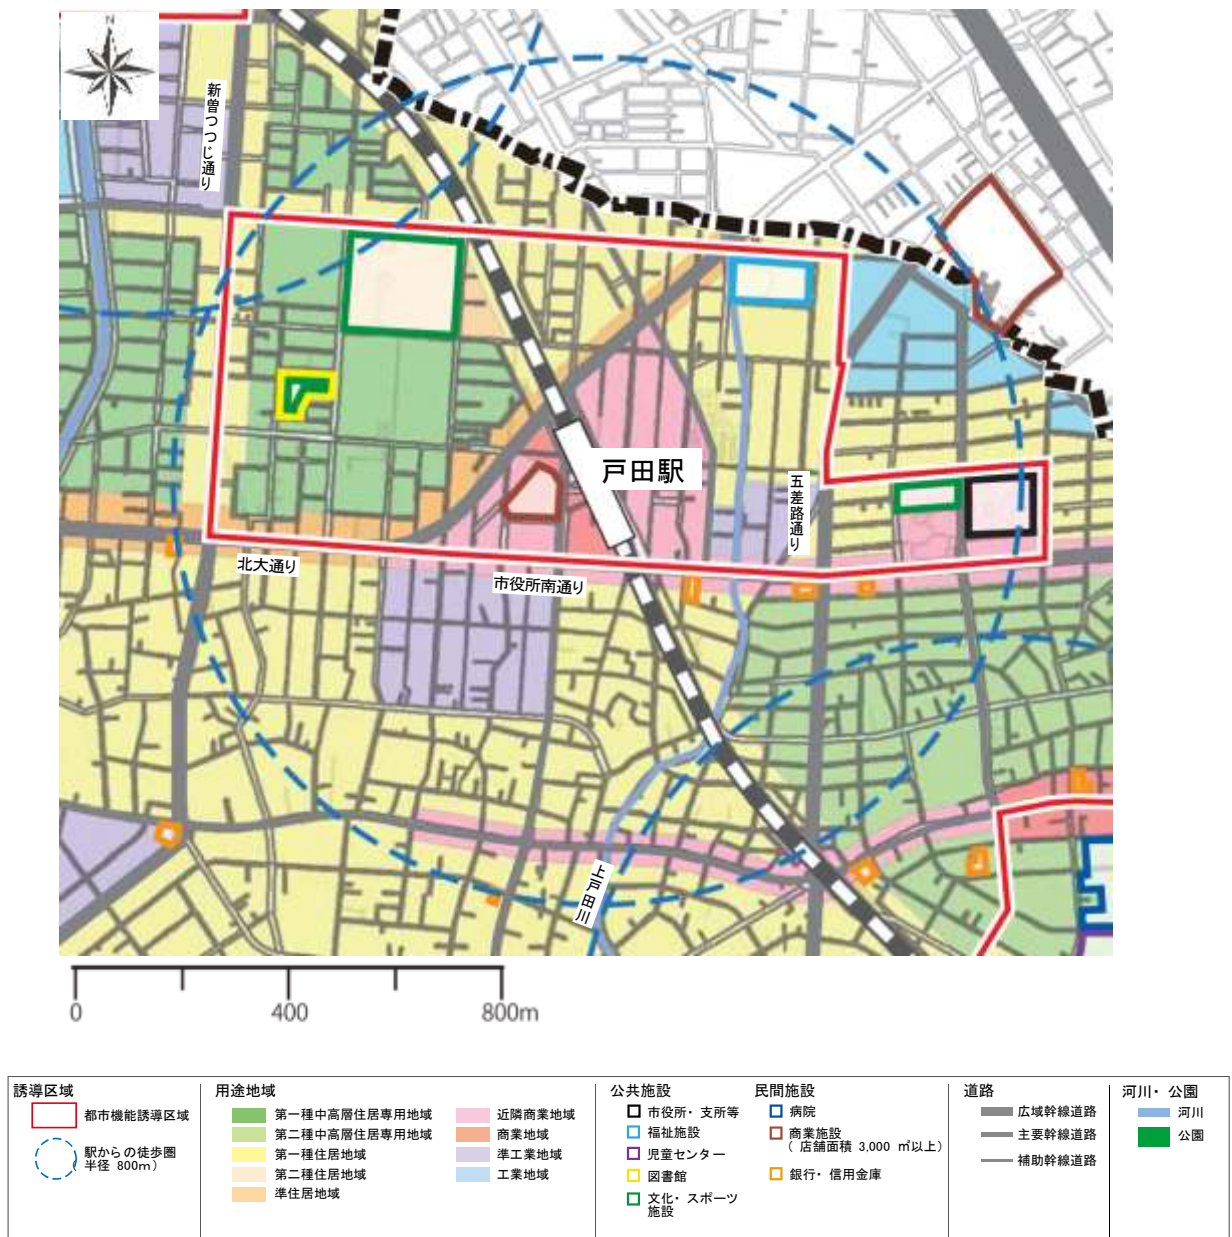 N
新曽つつじ通り
戸田駅
五差路通り
北大通り
市役所南通り
上戸田川
0 400 800m
誘導区域
都市機能誘導区域
駅からの徒歩圏
(半径 800m)
用途地域
第一種中高層住居専用地域
第二種中高層住居専用地域
第一種住居地域
第二種住居地域
準住居地域
近隣商業地域
商業地域
準工業地域
工業地域
公共施設
市役所・支所等
福祉施設
児童センター
図書館
文化・スポーツ
施設
民間施設
病院
商業施設
(店舗面積 3,000 ㎡以上)
銀行・信用金庫
道路
広域幹線道路
主要幹線道路
補助幹線道路
河川・公園
河川
公園